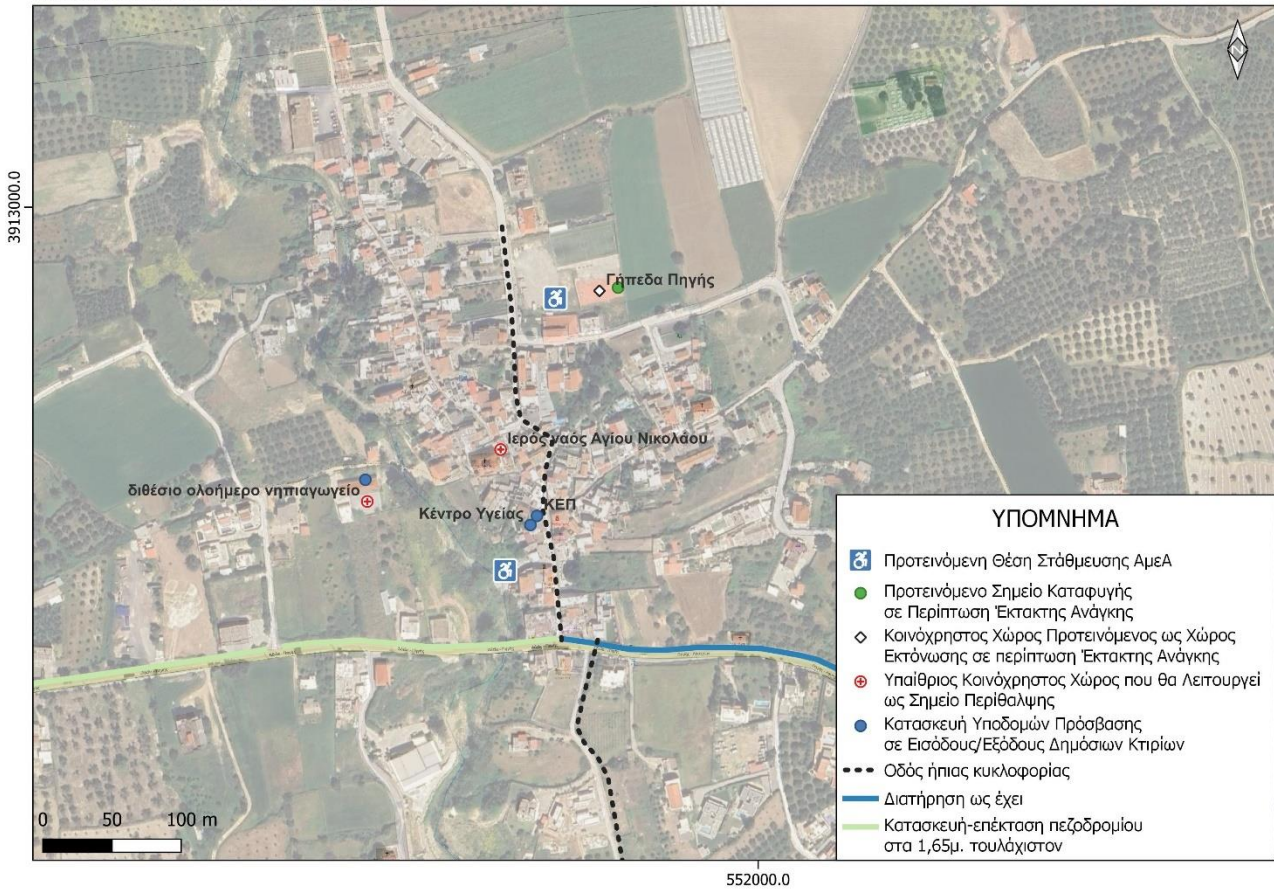 N
3913000.0
Γήπεδα Πηγής
Ιερός ναός Αγίου Νικολάου
διθέσιο ολοήμερο νηπιαγωγείο
ΚΕΠ
Κέντρο Υγείας
ΥΠΟΜΝΗΜΑ
Προτεινόμενη Θέση Στάθμευσης ΑμεΑ
Προτεινόμενο Σημείο Καταφυγής
σε Περίπτωση Έκτακτης Ανάγκης
Κοινόχρηστος Χώρος Προτεινόμενος ως Χώρος
Εκτόνωσης σε περίπτωση Έκτακτης Ανάγκης
Υπαίθριος Κοινόχρηστος Χώρος που θα Λειτουργεί
ως Σημείο Περίθαλψης
Κατασκευή Υποδομών Πρόσβασης
σε Εισόδους/Εξόδους Δημόσιων Κτιρίων
Οδός ήπιας κυκλοφορίας
Διατήρηση ως έχει
Κατασκευή-επέκταση πεζοδρομίου
στα 1,65μ. τουλάχιστον
0 50 100 m
552000.0